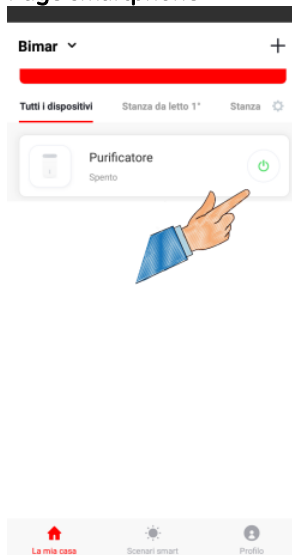 Bimar
Tutti i dispositivi Stanza da letto 1° Stanza
Purificatore
Spento
La mia casa Scenari smart Profilo